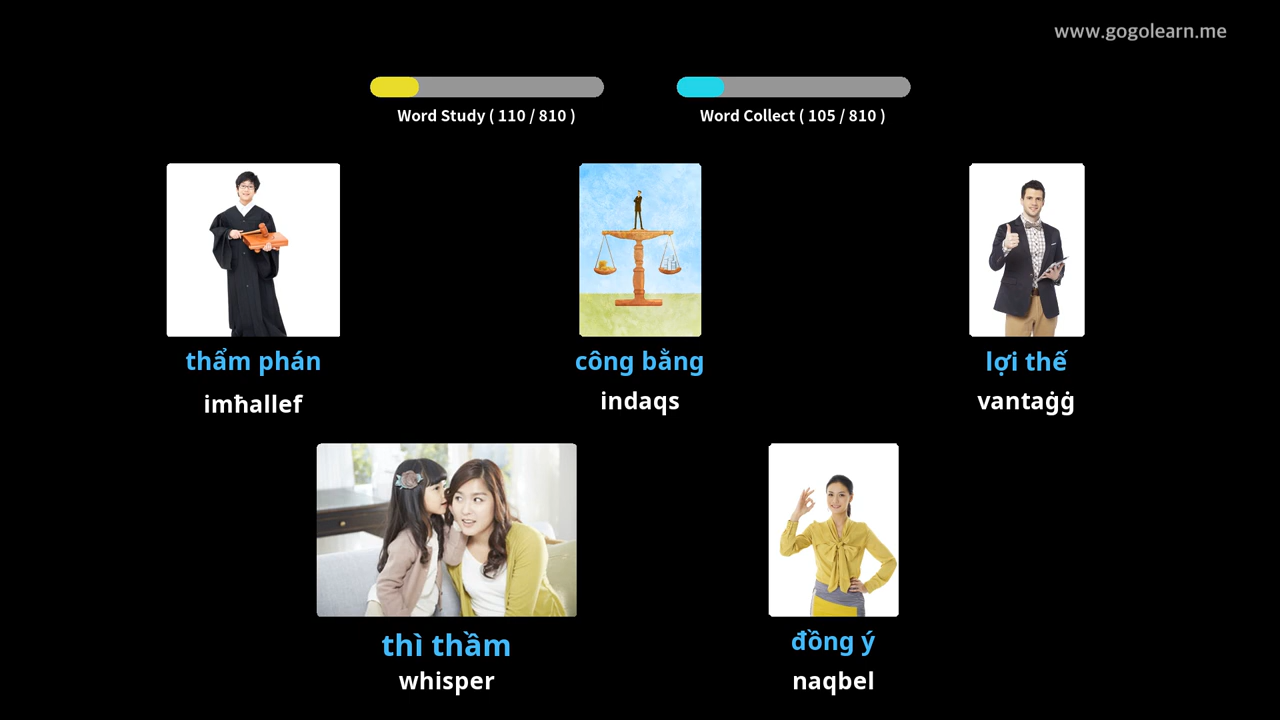 www.gogolearn.me
Word Study ( 110 / 810 )
Word Collect ( 105 / 810 )
thẩm phán
công bằng
lợi thế
imħallef
indaqs
vantaġġ
thì thầm
đồng ý
whisper
naqbel